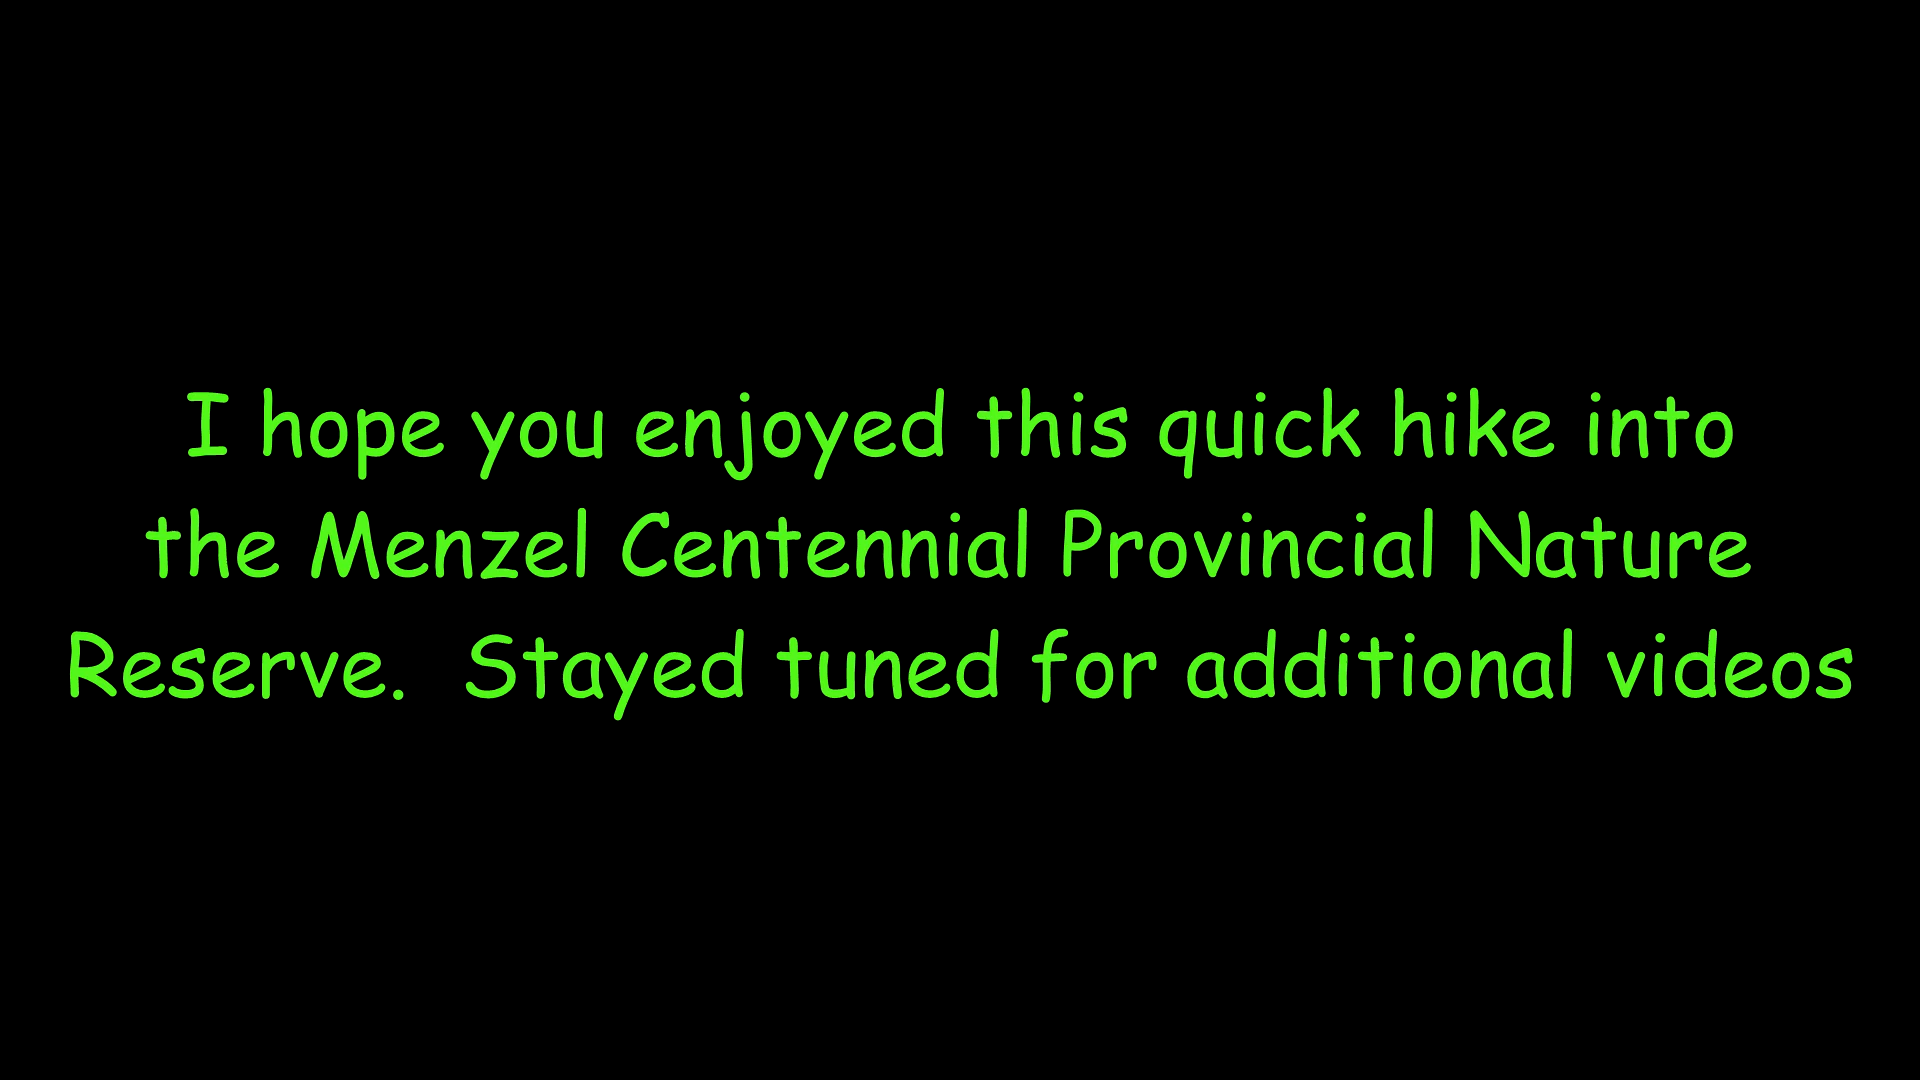 I hope you enjoyed this quick hike into
the Menzel Centennial Provincial Nature
Reserve.  Stayed tuned for additional videos